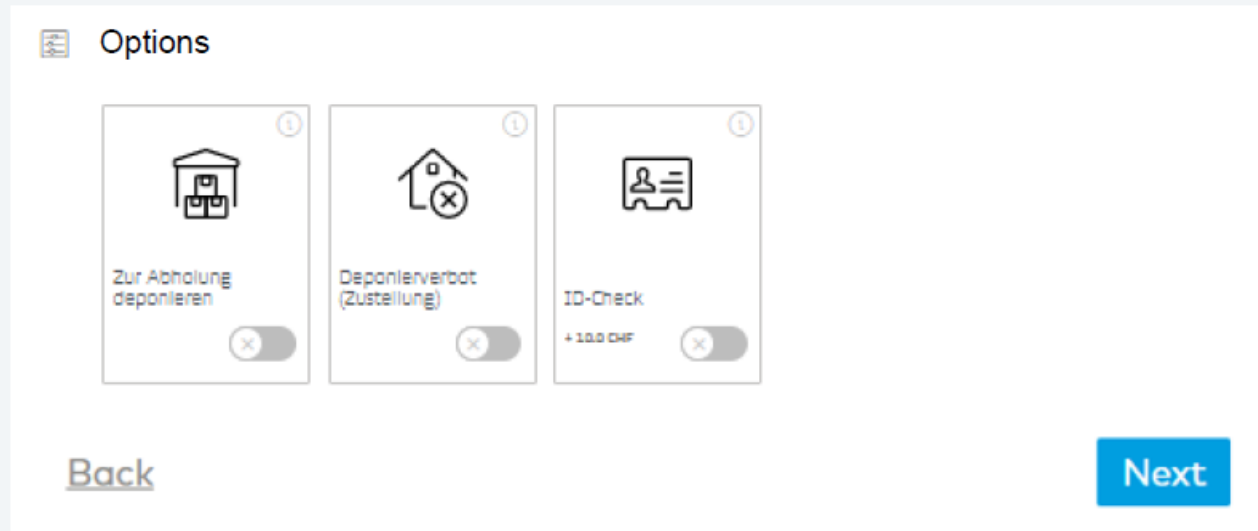 Options
Zur Abholung
deponieren
Deponierverbot
(Zustellung)
ID-Check
+ 10.0 CHF
Back
Next